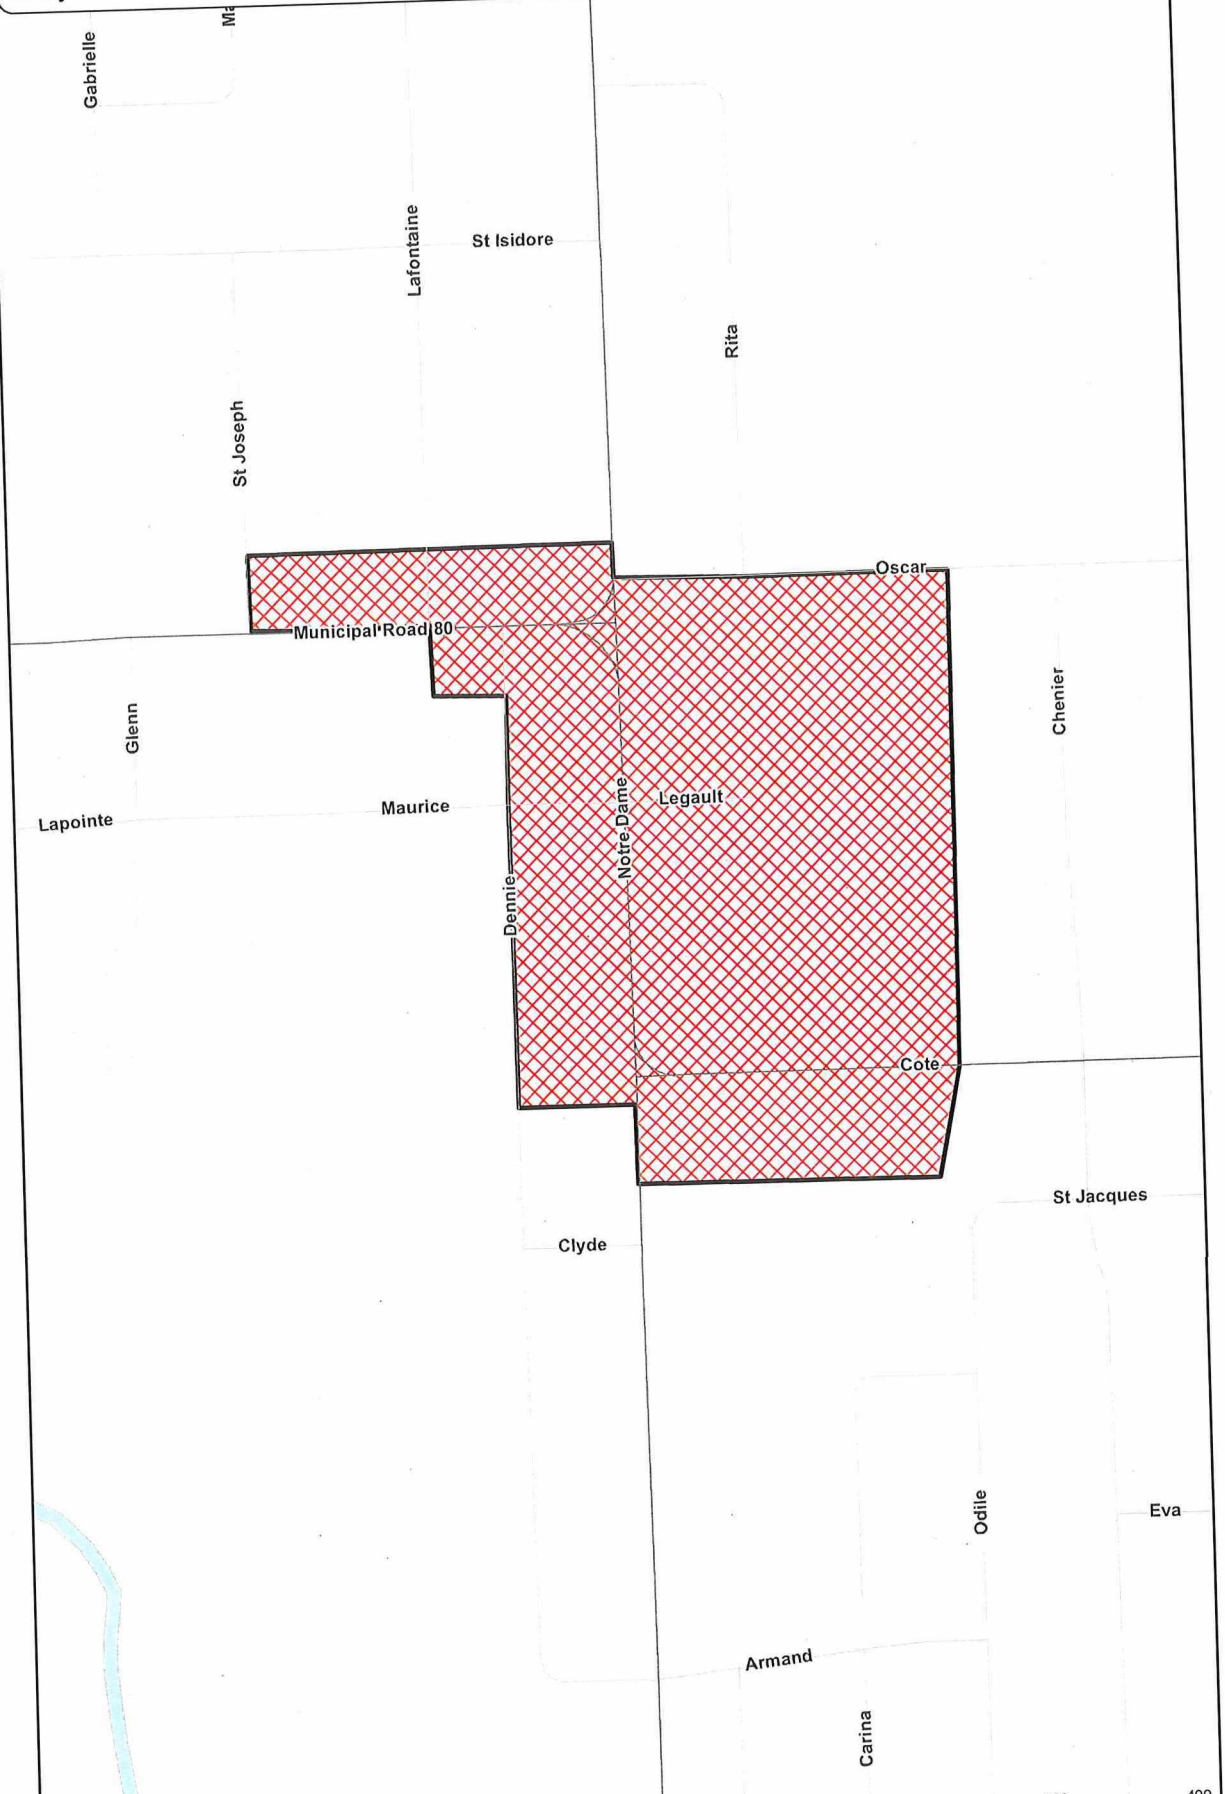 Gabrielle
St Isidore
Lafontaine
Rita
St Joseph
Oscar
Municipal Road 80
Glenn
Chenier
Legault
Maurice
Lapointe
Notre Dame
Dennie
Cote
St Jacques
Clyde
Odile
Eva
Armand
Carina